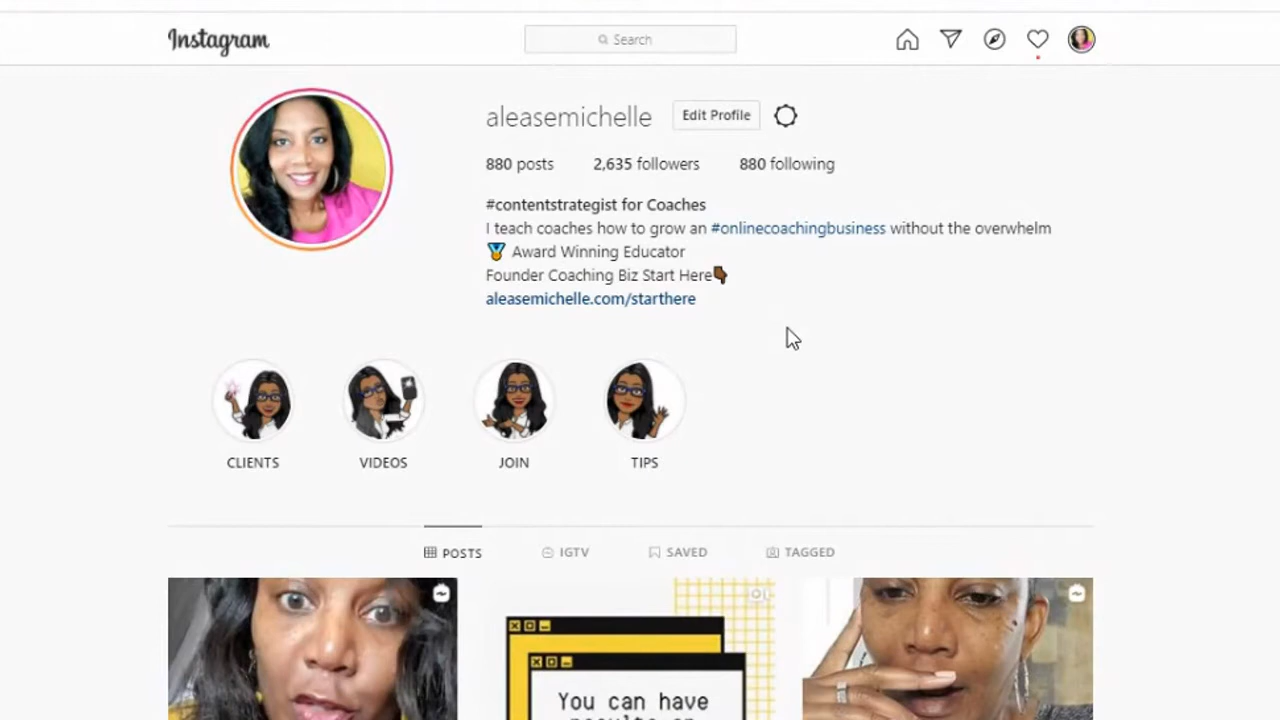 Instagram
Search
aleasemichelle Edit Profile
880 posts 2,635 followers 880 following
#contentstrategist for Coaches
I teach coaches how to grow an #onlinecoachingbusiness without the overwhelm
Award Winning Educator
Founder Coaching Biz Start Here
aleasemichelle.com/starthere
CLIENTS VIDEOS JOIN TIPS
POSTS IGTV SAVED TAGGED
You can have